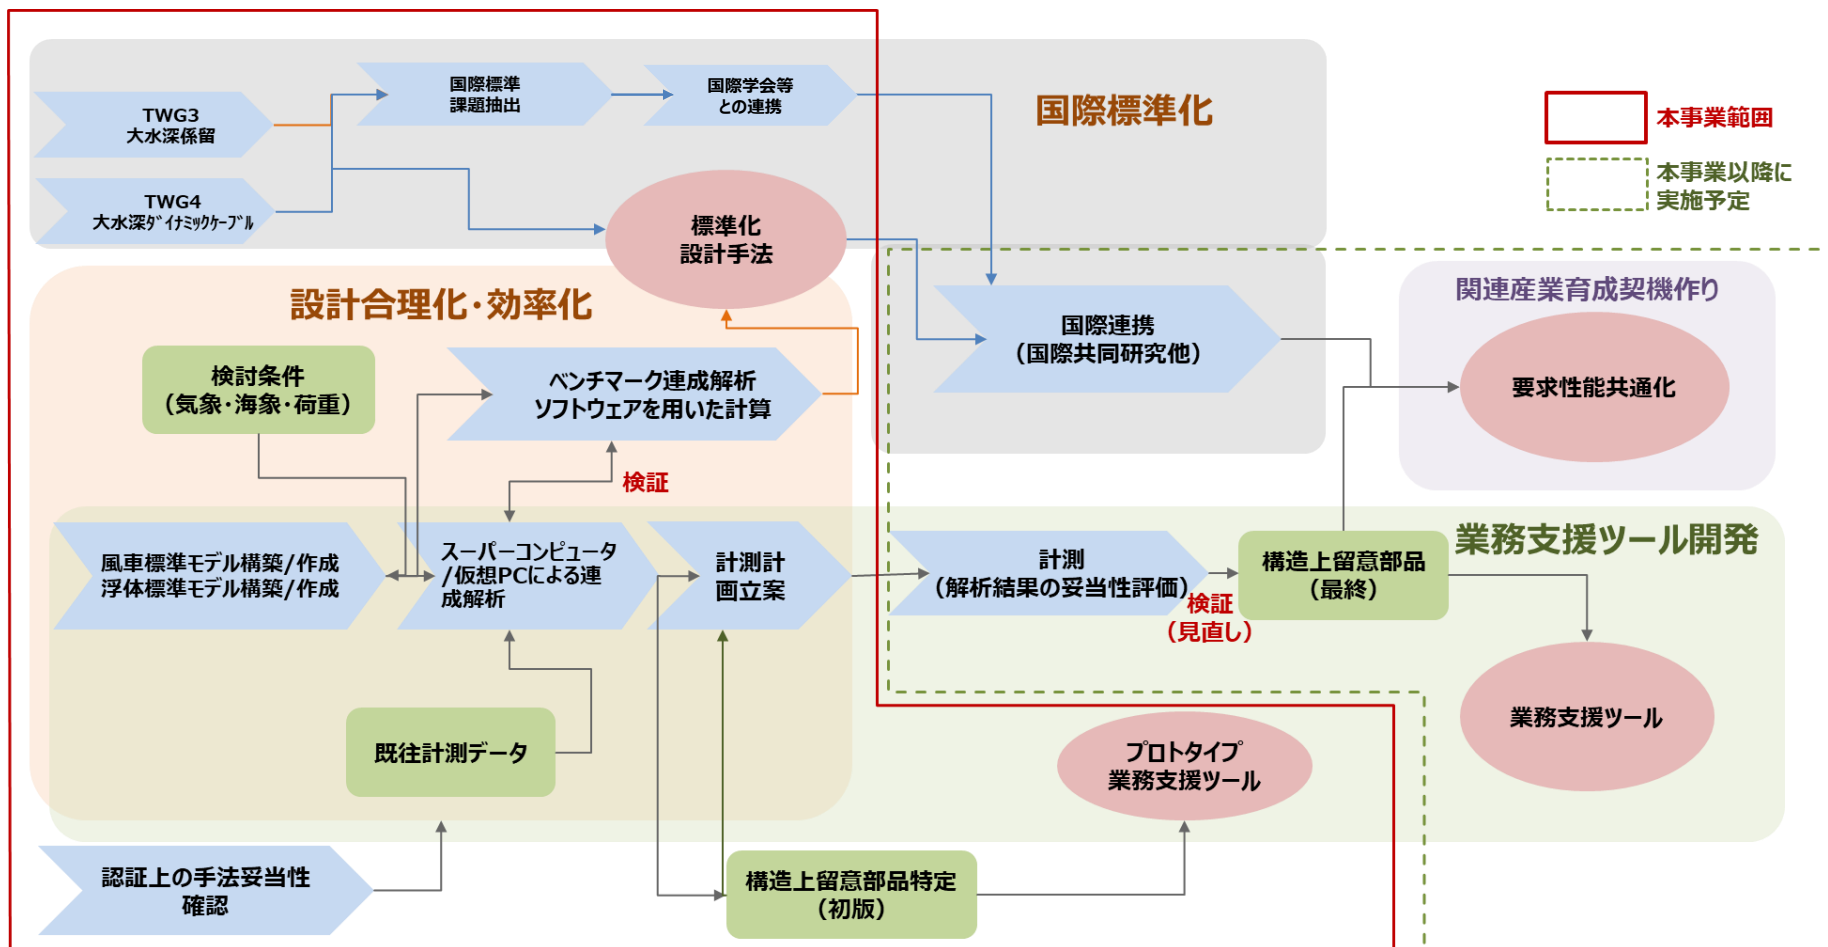 TWG3
大水深係留
TWG4
大水深ﾀﾞｲﾅﾐｯｸｹｰﾌﾞﾙ
国際標準
課題抽出
国際学会等
との連携
国際標準化
標準化
設計手法
本事業範囲
本事業以降に
実施予定
設計合理化・効率化
検討条件
（気象・海象・荷重）
ベンチマーク連成解析
ソフトウェアを用いた計算
検証
国際連携
（国際共同研究他）
関連産業育成契機作り
要求性能共通化
風車標準モデル構築/作成
浮体標準モデル構築/作成
スーパーコンピュータ
/仮想PCによる連
成解析
計測計
画立案
計測
（解析結果の妥当性評価）
検証
（見直し）
構造上留意部品
（最終）
業務支援ツール開発
業務支援ツール
既往計測データ
プロトタイプ
業務支援ツール
認証上の手法妥当性
確認
構造上留意部品特定
（初版）